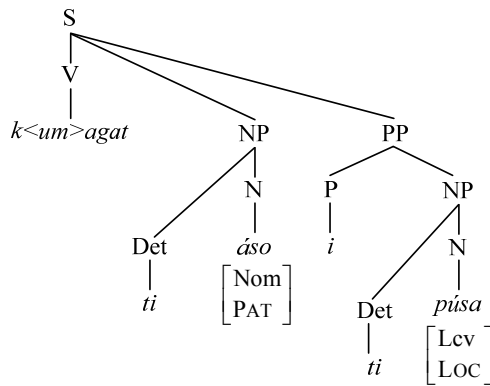 S
V
k<um>agat NP PP
N P NP
Det áso i N
ti [Nom PAT] Det púsa
ti [Lcv LOC]